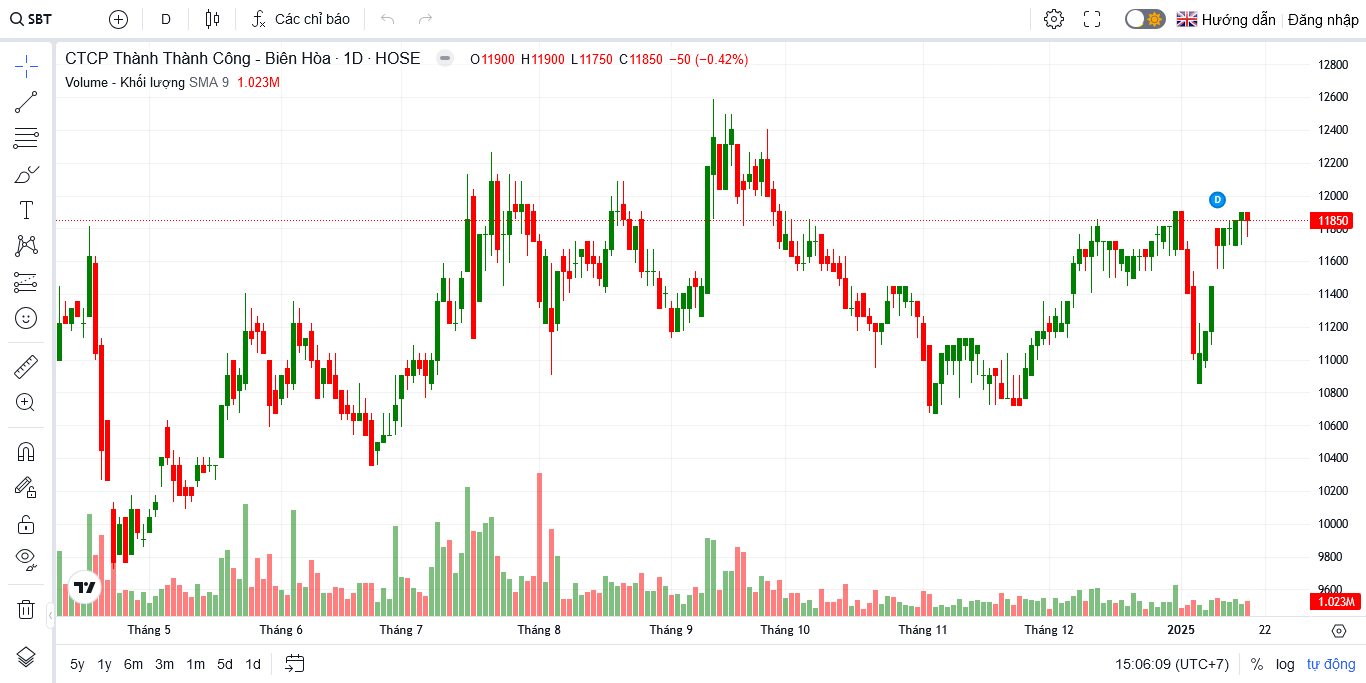 SBT D Các chỉ báo Hướng dẫn Đăng nhập
CTCP Thành Thành Công - Biên Hòa · 1D · HOSE O11900 H11900 L11750 C11850 −50 (−0.42%)
Volume - Khối lượng SMA 9 1.023M
12800
12600
12400
12200
12000
D
11850
11800
11600
11400
11200
11000
10800
10600
10400
10200
10000
9800
9600
1.023M
Tháng 5 Tháng 6 Tháng 7 Tháng 8 Tháng 9 Tháng 10 Tháng 11 Tháng 12 2025 22
5y 1y 6m 3m 1m 5d 1d 15:06:09 (UTC+7) % log tự động